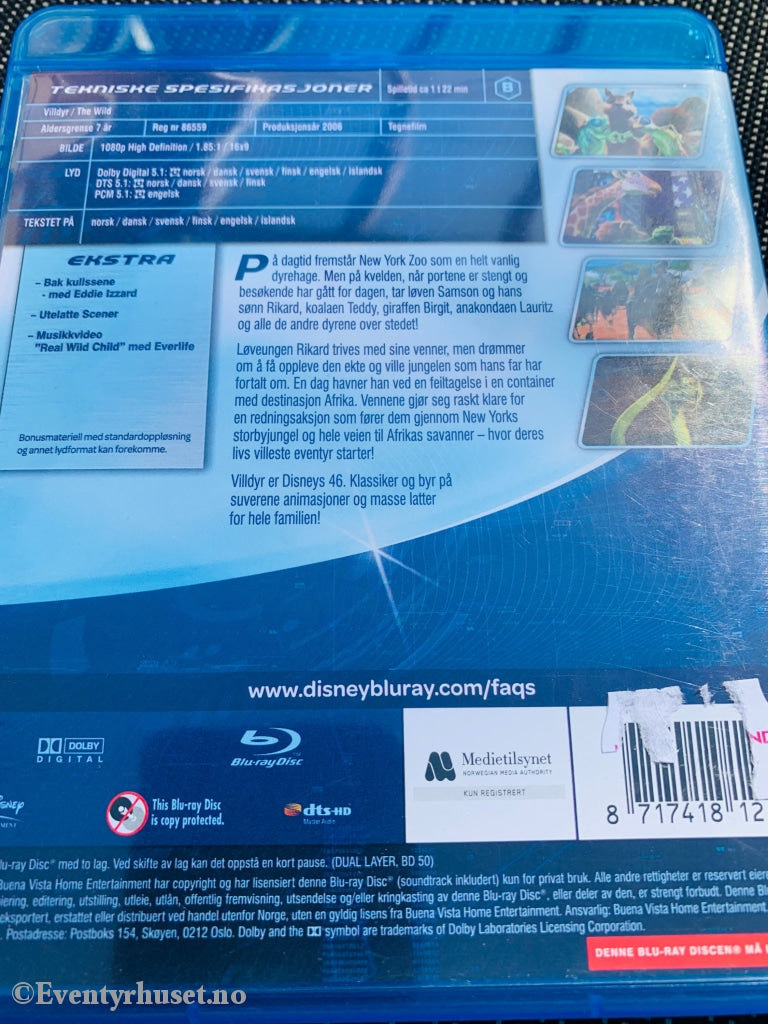 TEKNISKE SPESIFIKASJONER
Spilletid ca 1 t 22 min
B
Villdyr / The Wild
Aldersgrense 7 år
Reg nr 86559
Produksjonsår 2006
Tegnefilm
BILDE
1080p High Definition / 1.85:1 / 16x9
LYD
Dolby Digital 5.1: norsk / dansk / svensk / finsk / engelsk / islandsk
DTS 5.1: norsk / dansk / svensk / finsk
PCM 5.1: engelsk
TEKSTET PÅ
norsk / dansk / svensk / finsk / engelsk / islandsk
EKSTRA
– Bak kulissene
- med Eddie Izzard
– Utelatte Scener
– Musikkvideo
"Real Wild Child" med Everlife
Bonusmateriell med standardoppløsning
og annet lydformat kan forekomme.
På dagtid fremstår New York Zoo som en helt vanlig
dyrehage. Men på kvelden, når portene er stengt og
besøkende har gått for dagen, tar løven Samson og hans
sønn Rikard, koalaen Teddy, giraffen Birgit, anakondaen Lauritz
og alle de andre dyrene over stedet!
Løveungen Rikard trives med sine venner, men drømmer
om å få oppleve den ekte og ville jungelen som hans far har
fortalt om. En dag havner han ved en feiltagelse i en container
med destinasjon Afrika. Vennene gjør seg raskt klare for
en redningsaksjon som fører dem gjennom New Yorks
storbyjungel og hele veien til Afrikas savanner – hvor deres
livs villeste eventyr starter!
Villdyr er Disneys 46. Klassiker og byr på
suverene animasjoner og masse latter
for hele familien!
www.disneybluray.com/faqs
DOLBY
DIGITAL
Blu-ray Disc
Medietilsynet
NORWEGIAN MEDIA AUTHORITY
KUN REGISTRERT
ND
8 717418 12
This Blu-ray Disc
is copy protected.
dts-HD
Master Audio
lu-ray Disc® med to lag. Ved skifte av lag kan det oppstå en kort pause. (DUAL LAYER, BD 50)
Buena Vista Home Entertainment har copyright og har lisensiert denne Blu-ray Disc® (soundtrack inkludert) kun for privat bruk. Alle andre rettigheter er reservert eiere
iering, editering, utstilling, utleie, utlån, offentlig fremvisning, utsendelse og/eller kringkasting av denne Blu-ray Disc®, eller deler av den, er strengt forbudt. Denne Blu
eksportert, erstattet eller distribuert ved handel utenfor Norge, uten en gyldig lisens fra Buena Vista Home Entertainment. Ansvarlig: Buena Vista Home Entertainment,
. Postadresse: Postboks 154, Skøyen, 0212 Oslo. Dolby and the symbol are trademarks of Dolby Laboratories Licensing Corporation.
DENNE BLU-RAY DISCEN® MÅ
©Eventyrhuset.no